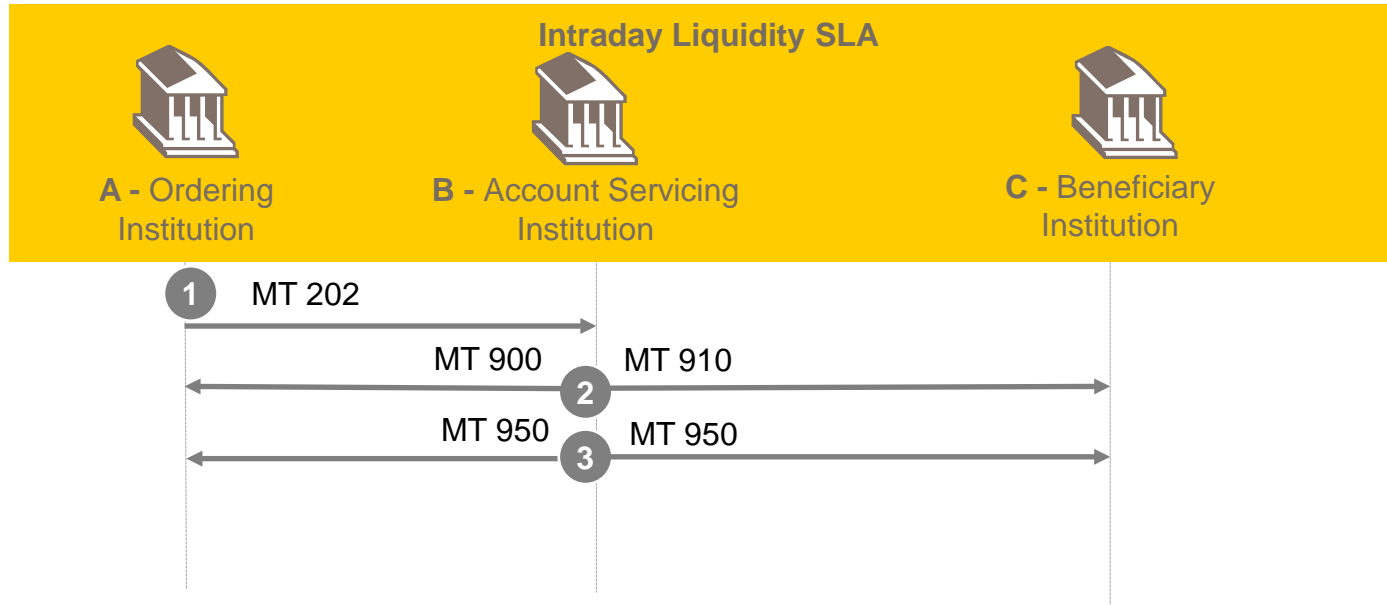 Intraday Liquidity SLA
A - Ordering
Institution
B - Account Servicing
Institution
C - Beneficiary
Institution
1 MT 202
MT 900 2 MT 910
MT 950 3 MT 950